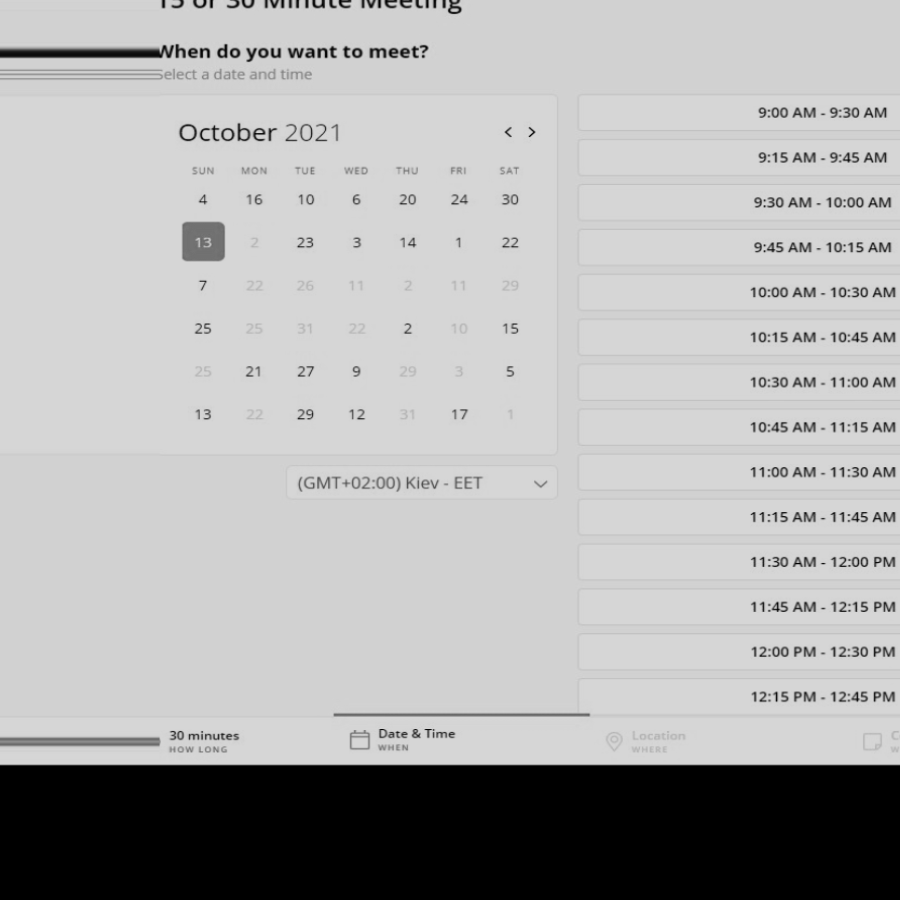 15 or 30 Minute Meeting
When do you want to meet?
Select a date and time
October 2021
< >
SUN MON TUE WED THU FRI SAT
4 16 10 6 20 24 30
13 2 23 3 14 1 22
7 22 26 11 2 11 29
25 25 31 22 2 10 15
25 21 27 9 29 3 5
13 22 29 12 31 17 1
(GMT+02:00) Kiev - EET
9:00 AM - 9:30 AM
9:15 AM - 9:45 AM
9:30 AM - 10:00 AM
9:45 AM - 10:15 AM
10:00 AM - 10:30 AM
10:15 AM - 10:45 AM
10:30 AM - 11:00 AM
10:45 AM - 11:15 AM
11:00 AM - 11:30 AM
11:15 AM - 11:45 AM
11:30 AM - 12:00 PM
11:45 AM - 12:15 PM
12:00 PM - 12:30 PM
12:15 PM - 12:45 PM
30 minutes
HOW LONG
Date & Time
WHEN
Location
WHERE